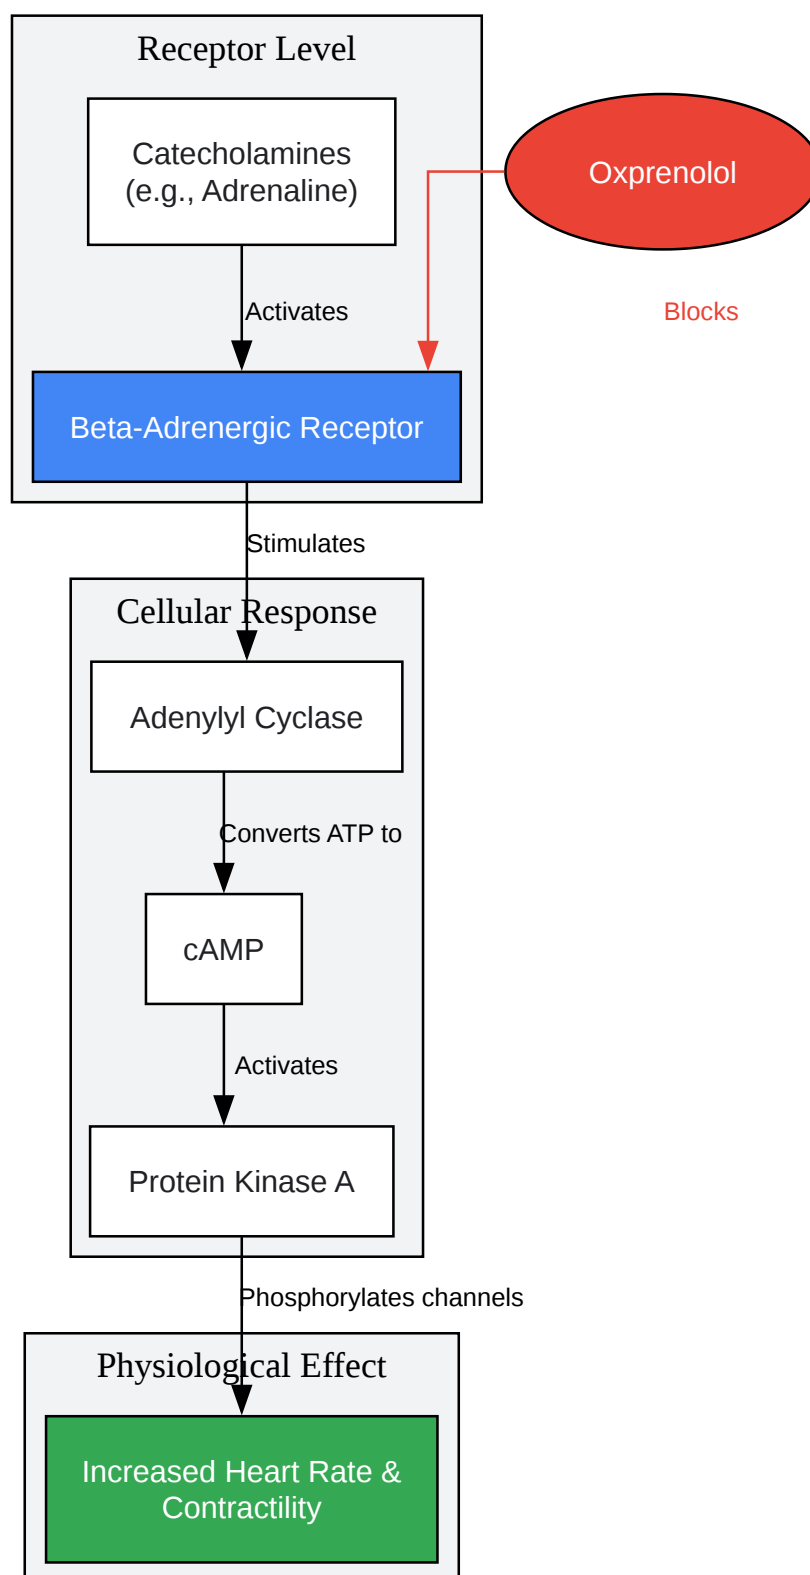 Receptor Level
Catecholamines
(e.g., Adrenaline)
Oxprenolol
Activates
Blocks
Beta-Adrenergic Receptor
Stimulates
Cellular Response
Adenylyl Cyclase
Converts ATP to
cAMP
Activates
Protein Kinase A
Phosphorylates channels
Physiological Effect
Increased Heart Rate &
Contractility